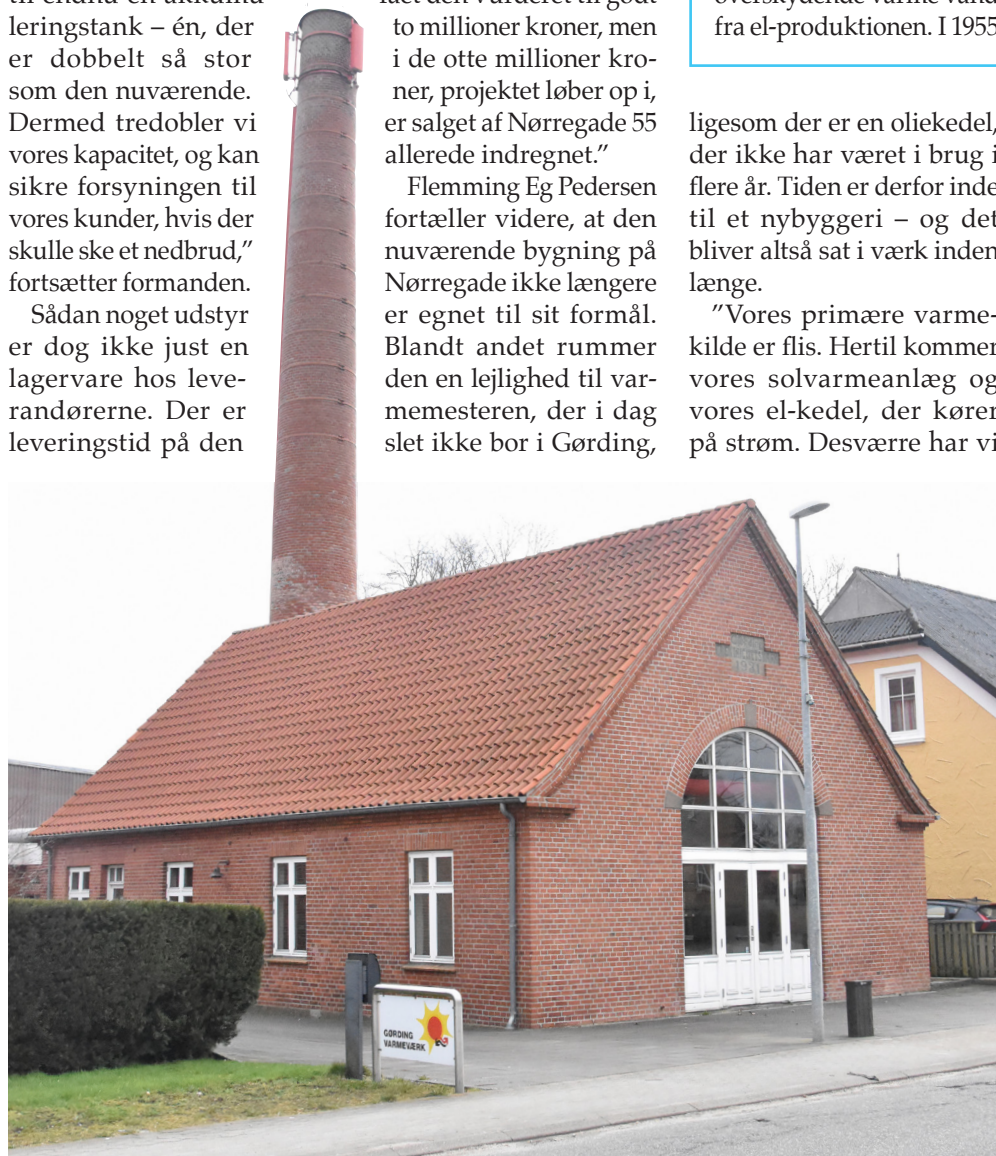 leringstank – én, der
er dobbelt så stor
som den nuværende.
Dermed tredobler vi
vores kapacitet, og kan
sikre forsyningen til
vores kunder, hvis der
skulle ske et nedbrud,”
fortsætter formanden.
Sådan noget udstyr
er dog ikke just en
lagervare hos leve-
randørerne. Der er
leveringstid på den
to millioner kroner, men
i de otte millioner kro-
ner, projektet løber op i,
er salget af Nørregade 55
allerede indregnet.”
Flemming Eg Pedersen
fortæller videre, at den
nuværende bygning på
Nørregade ikke længere
er egnet til sit formål.
Blandt andet rummer
den en lejlighed til var-
memesteren, der i dag
slet ikke bor i Gørding,
overskydende varme vand
fra el-produktionen. I 1955
ligesom der er en oliekedel,
der ikke har været i brug i
flere år. Tiden er derfor inde
til et nybyggeri – og det
bliver altså sat i værk inden
længe.
”Vores primære varme-
kilde er flis. Hertil kommer
vores solvarmeanlæg og
vores el-kedel, der kører
på strøm. Desværre har vi
GØRDING
VARMEVÆRK